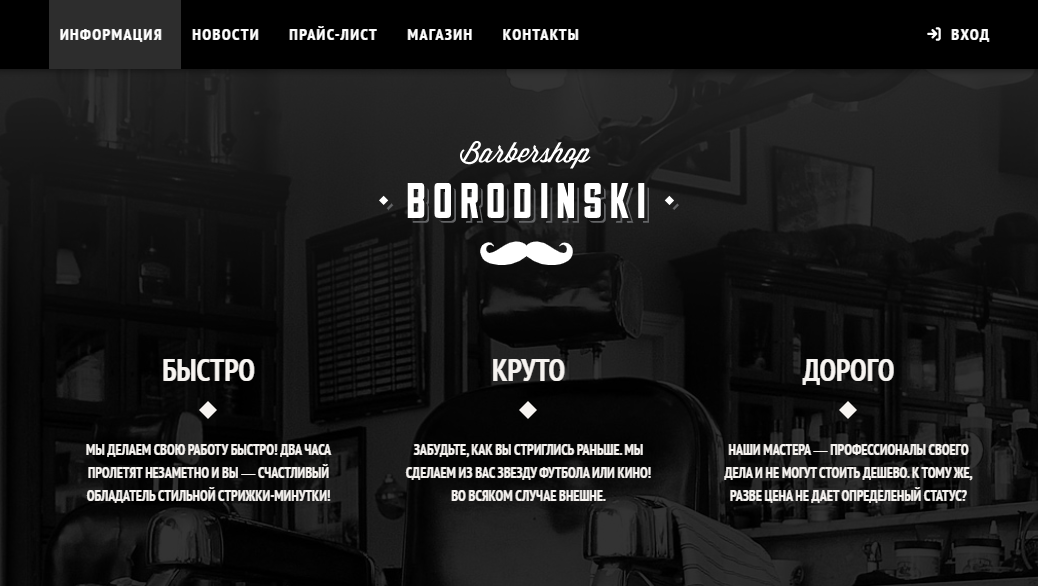 ИНФОРМАЦИЯ НОВОСТИ ПРАЙС-ЛИСТ МАГАЗИН КОНТАКТЫ ВХОД
Barbershop
BORODINSKI
БЫСТРО
МЫ ДЕЛАЕМ СВОЮ РАБОТУ БЫСТРО! ДВА ЧАСА
ПРОЛЕТЯТ НЕЗАМЕТНО И ВЫ — СЧАСТЛИВЫЙ
ОБЛАДАТЕЛЬ СТИЛЬНОЙ СТРИЖКИ-МИНУТКИ!
КРУТО
ЗАБУДЬТЕ, КАК ВЫ СТРИГЛИСЬ РАНЬШЕ. МЫ
СДЕЛАЕМ ИЗ ВАС ЗВЕЗДУ ФУТБОЛА ИЛИ КИНО!
ВО ВСЯКОМ СЛУЧАЕ ВНЕШНЕ.
ДОРОГО
НАШИ МАСТЕРА — ПРОФЕССИОНАЛЫ СВОЕГО
ДЕЛА И НЕ МОГУТ СТОИТЬ ДЕШЕВО. К ТОМУ ЖЕ,
РАЗВЕ ЦЕНА НЕ ДАЕТ ОПРЕДЕЛЕНЫЙ СТАТУС?